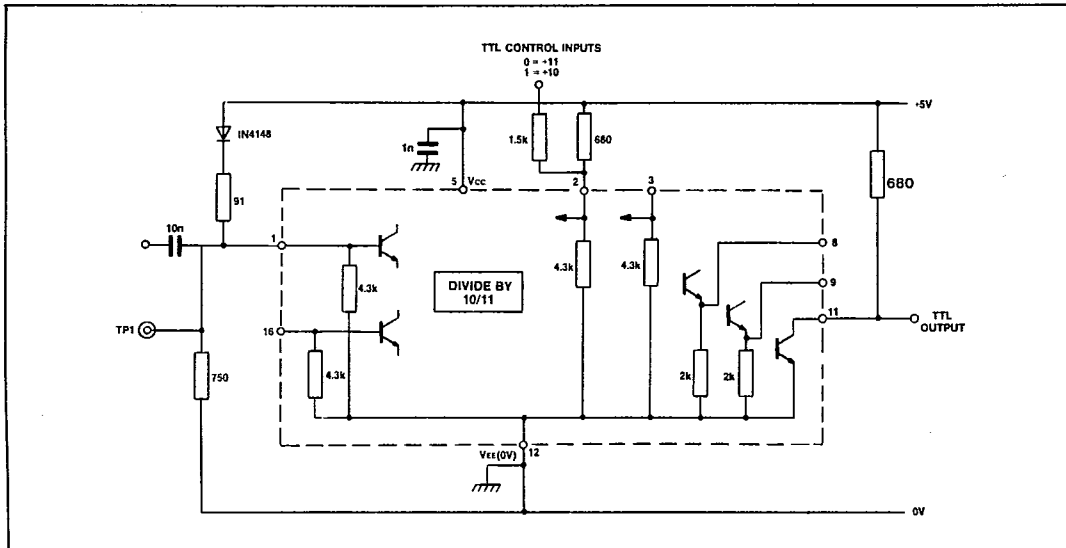 TTL CONTROL INPUTS
0 = ÷11
1 = ÷10
+5V
IN4148
1n
1.5k
680
680
5 VCC
2
3
91
10n
1
4.3k
4.3k
4.3k
8
DIVIDE BY
10/11
9
16
11
TTL
OUTPUT
TP1
4.3k
2k
2k
750
VEE(0V)
12
0V